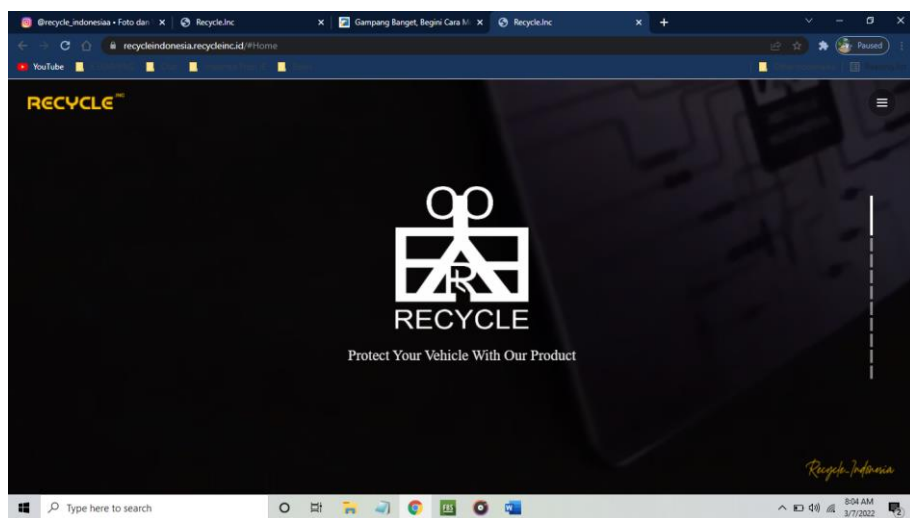 @recycle_indonesiaa • Foto dan
Recycle.Inc
Gampang Banget, Begini Cara M
Recycle.Inc
recycleindonesia.recycleinc.id/#Home
Paused
YouTube
RECYCLE INC
R
RECYCLE
Protect Your Vehicle With Our Product
Recycle.Indonesia
Type here to search
8:04 AM
3/7/2022